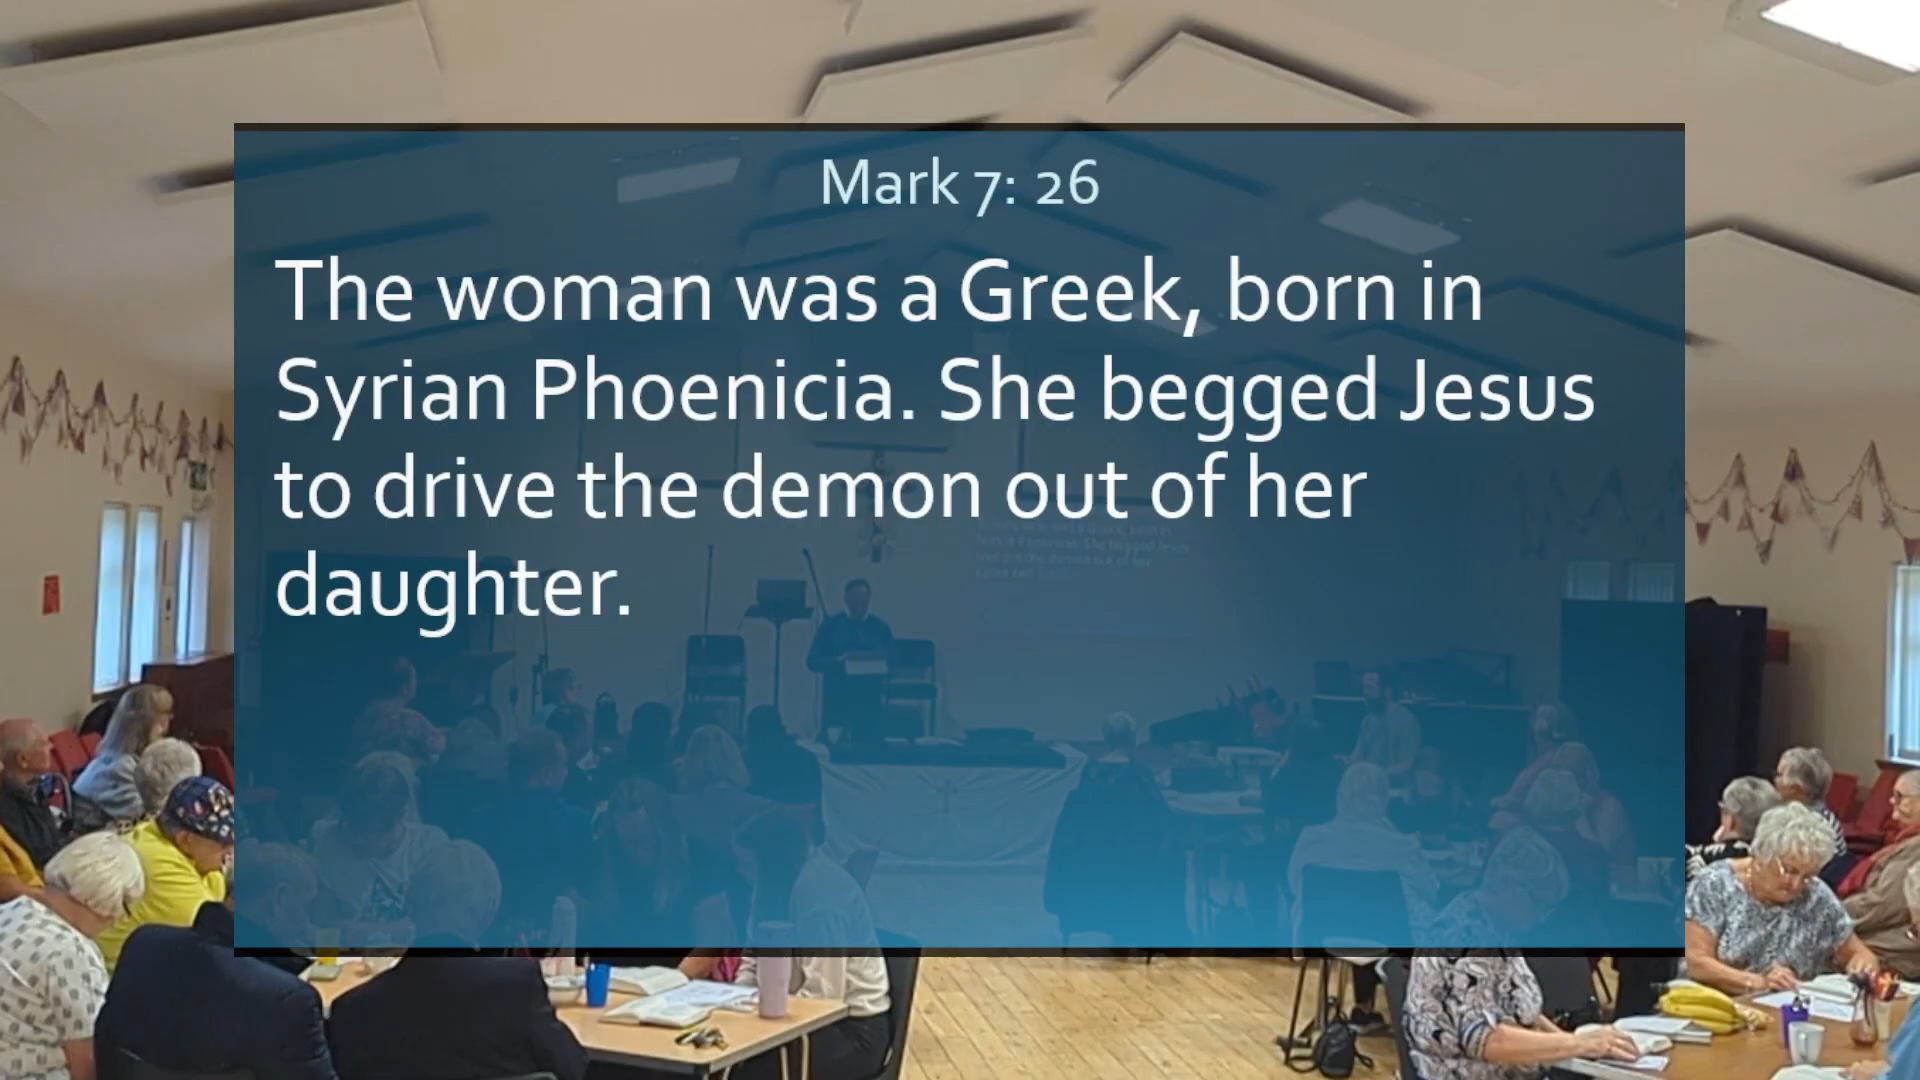 Mark 7: 26
The woman was a Greek, born in
Syrian Phoenicia. She begged Jesus
to drive the demon out of her
daughter.